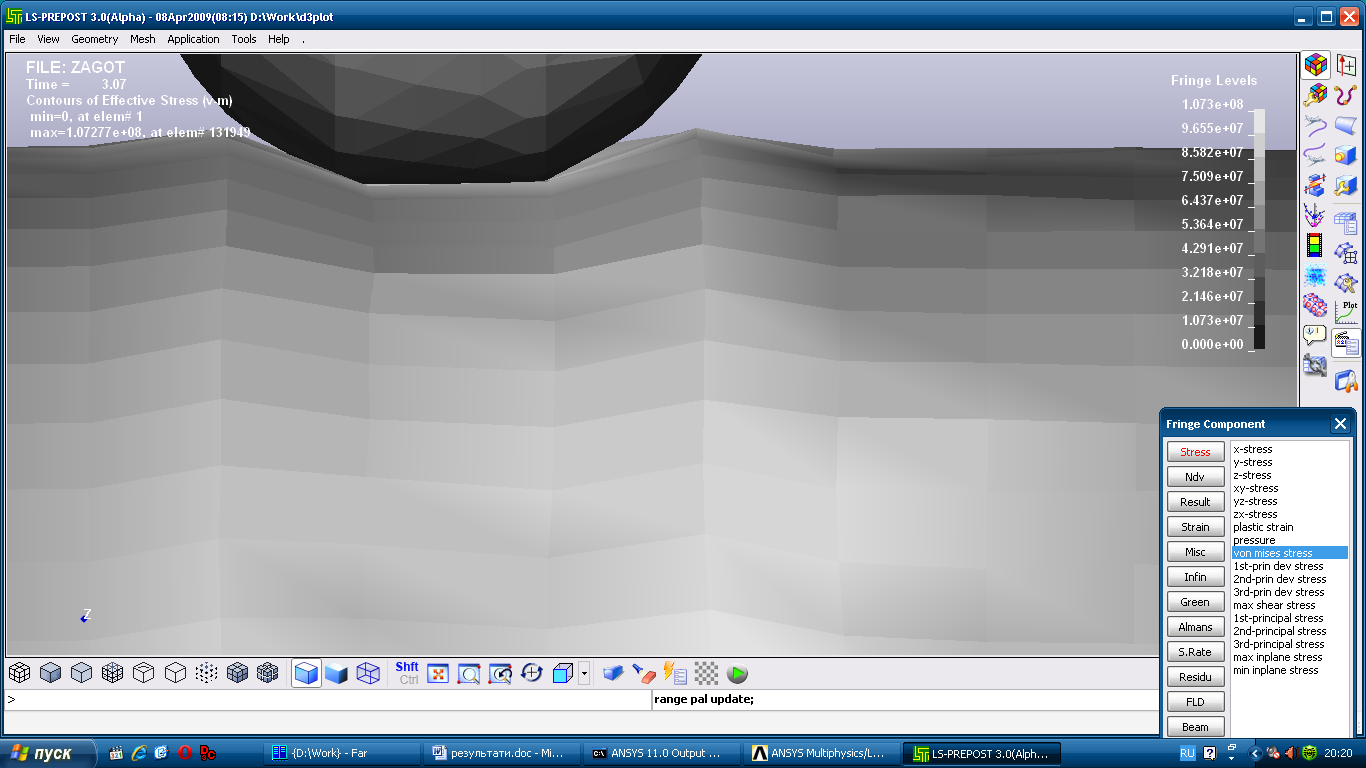 LS-PREPOST 3.0(Alpha) - 08Apr2009(08:15) D:\Work\d3plot
File View Geometry Mesh Application Tools Help .
FILE: ZAGOT
Time = 3.07
Contours of Effective Stress (v-m)
min=0, at elem# 1
max=1.07277e+08, at elem# 131949
Fringe Levels
1.073e+08
9.655e+07
8.582e+07
7.509e+07
6.437e+07
5.364e+07
4.291e+07
3.218e+07
2.146e+07
1.073e+07
0.000e+00
Plot
Z
Fringe Component
Stress
Ndv
Result
Strain
Misc
Infin
Green
Almans
S.Rate
Residu
FLD
Beam
x-stress
y-stress
z-stress
xy-stress
yz-stress
zx-stress
plastic strain
pressure
von mises stress
1st-prin dev stress
2nd-prin dev stress
3rd-prin dev stress
max shear stress
1st-principal stress
2nd-principal stress
3rd-principal stress
max inplane stress
min inplane stress
Shft
Ctrl
>
range pal update;
пуск
{D:\Work} - Far
результати.doc - Mi...
ANSYS 11.0 Output ...
ANSYS Multiphysics/L...
LS-PREPOST 3.0(Alph...
RU
20:20